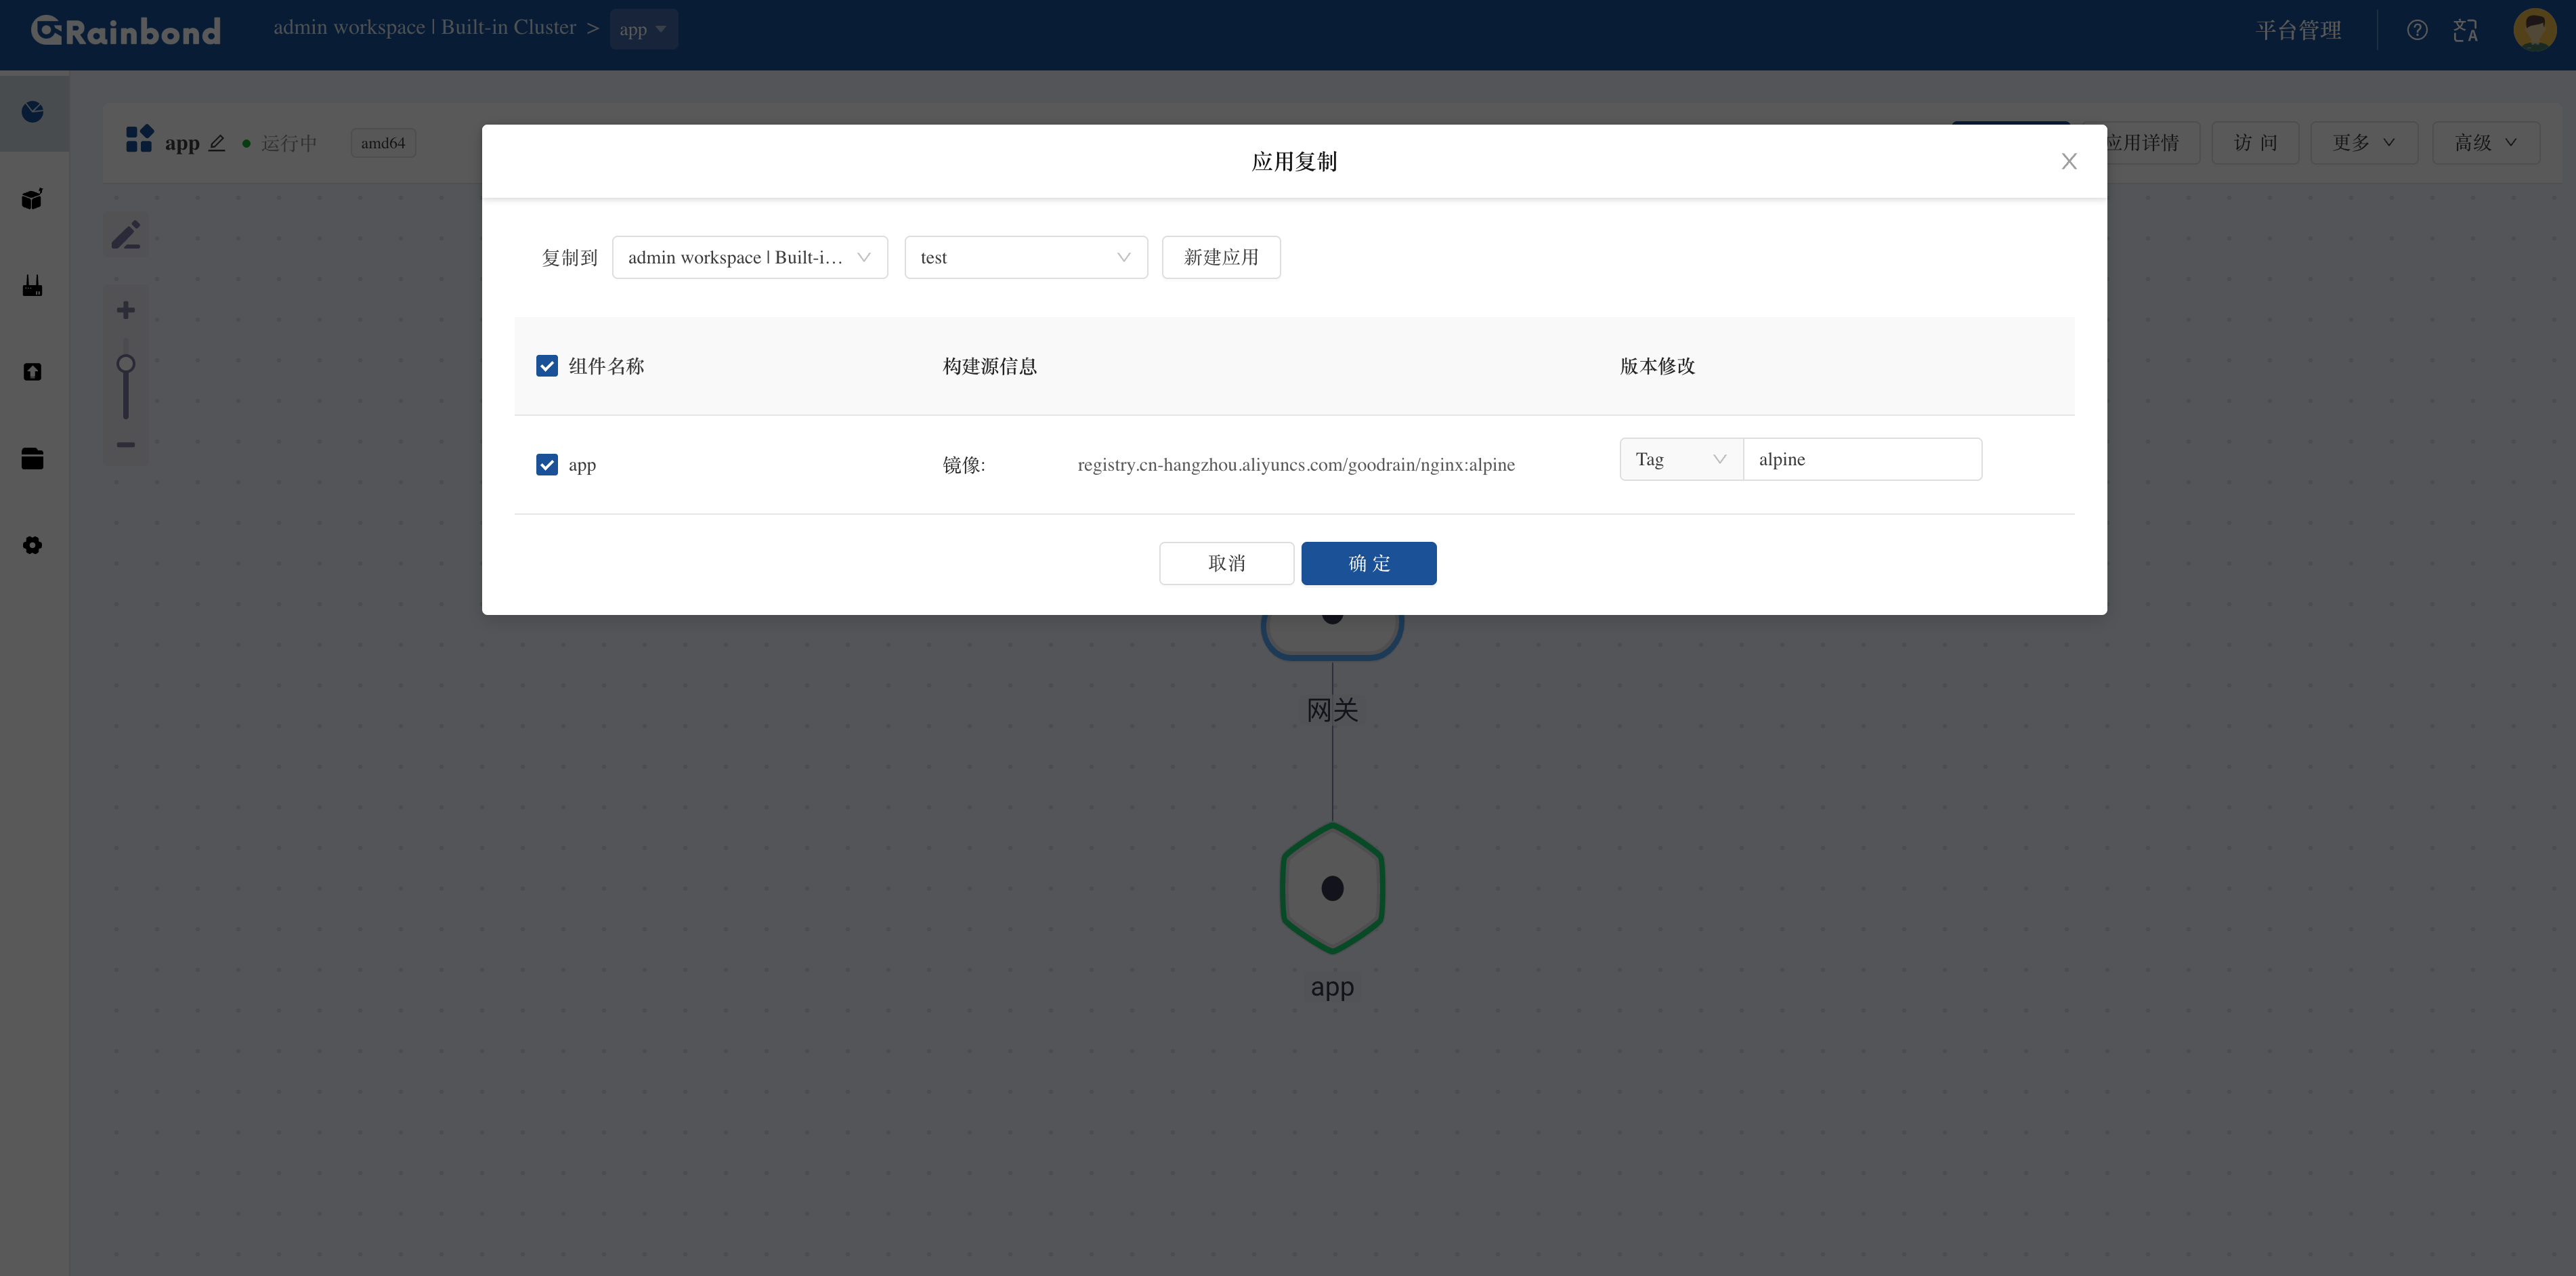 Rainbond
admin workspace | Built-in Cluster > app
平台管理
app 运行中 amd64
应用详情 访 问 更多 高级
应用复制
复制到 admin workspace | Built-i... test 新建应用
组件名称 构建源信息 版本修改
app 镜像: registry.cn-hangzhou.aliyuncs.com/goodrain/nginx:alpine Tag alpine
取消 确 定
网关
app